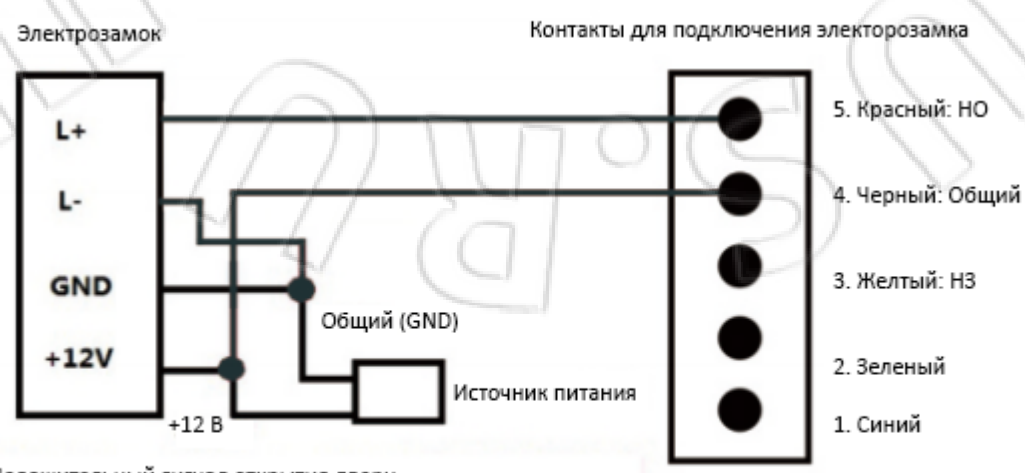 Электрозамок
Контакты для подключения электорозамка
L+
5. Красный: НО
L-
4. Черный: Общий
GND
3. Желтый: НЗ
Общий (GND)
+12V
2. Зеленый
Источник питания
+12 В
1. Синий